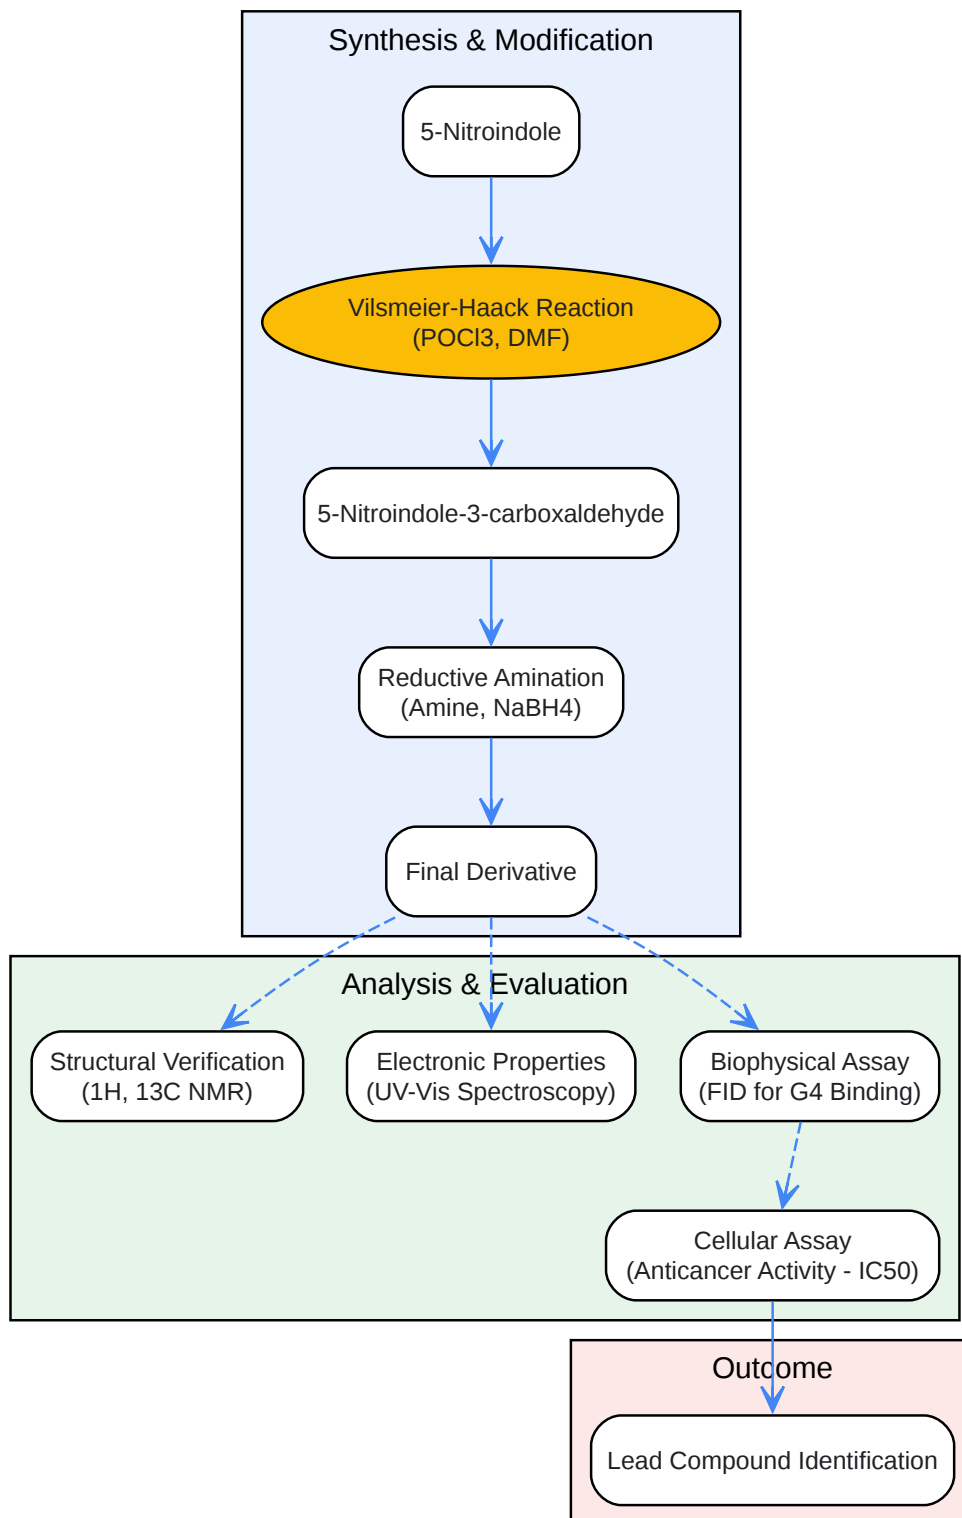 Synthesis & Modification
5-Nitroindole
Vilsmeier-Haack Reaction
(POCl3, DMF)
5-Nitroindole-3-carboxaldehyde
Reductive Amination
(Amine, NaBH4)
Final Derivative
Analysis & Evaluation
Structural Verification
(1H, 13C NMR)
Electronic Properties
(UV-Vis Spectroscopy)
Biophysical Assay
(FID for G4 Binding)
Cellular Assay
(Anticancer Activity - IC50)
Outcome
Lead Compound Identification